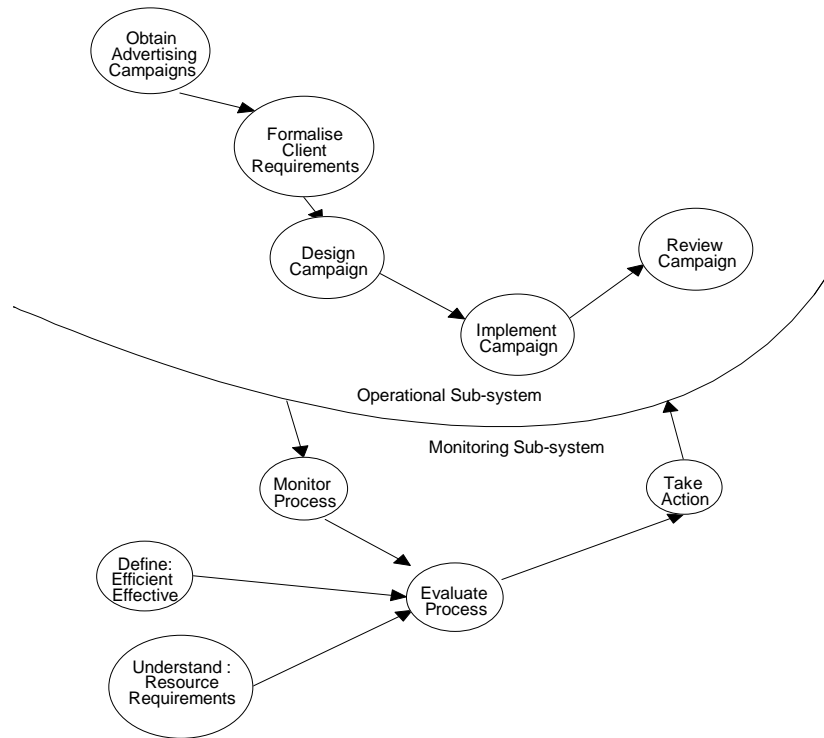 Obtain
Advertising
Campaigns
Formalise
Client
Requirements
Design
Campaign
Review
Campaign
Implement
Campaign
Operational Sub-system
Monitoring Sub-system
Monitor
Process
Take
Action
Define:
Efficient
Effective
Evaluate
Process
Understand :
Resource
Requirements